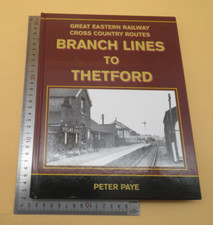 GREAT EASTERN RAILWAY
CROSS COUNTRY ROUTES
BRANCH LINES
TO
THETFORD
PETER PAYE